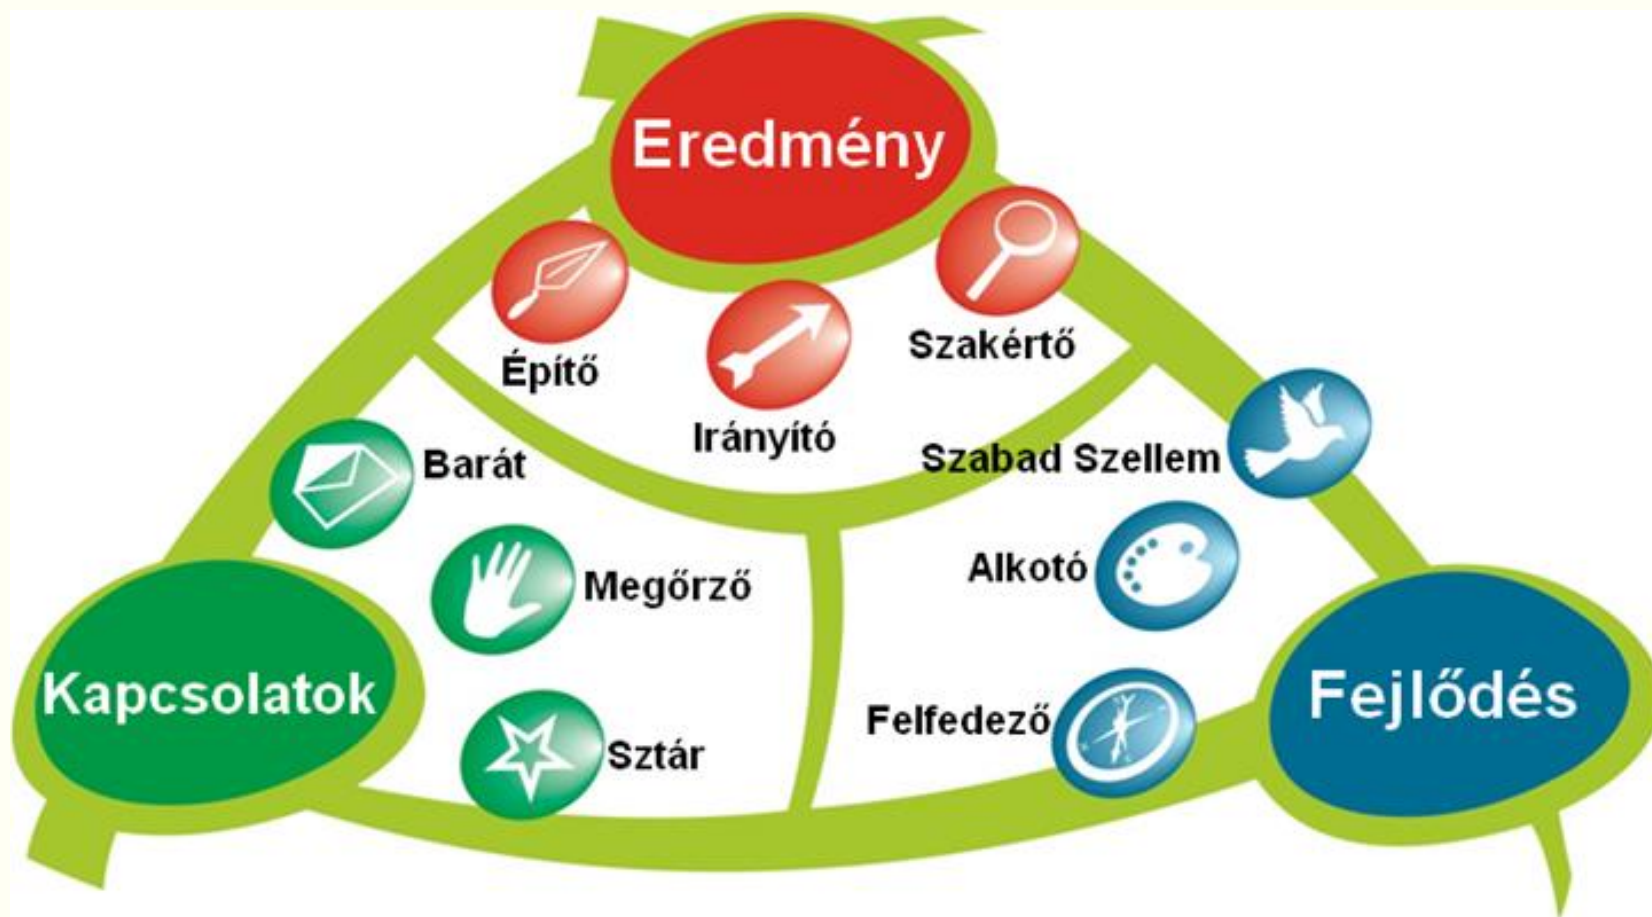 Eredmény
Szakértő
Építő
Irányító
Barát
Szabad Szellem
Megőrző
Alkotó
Kapcsolatok
Fejlődés
Sztár
Felfedező